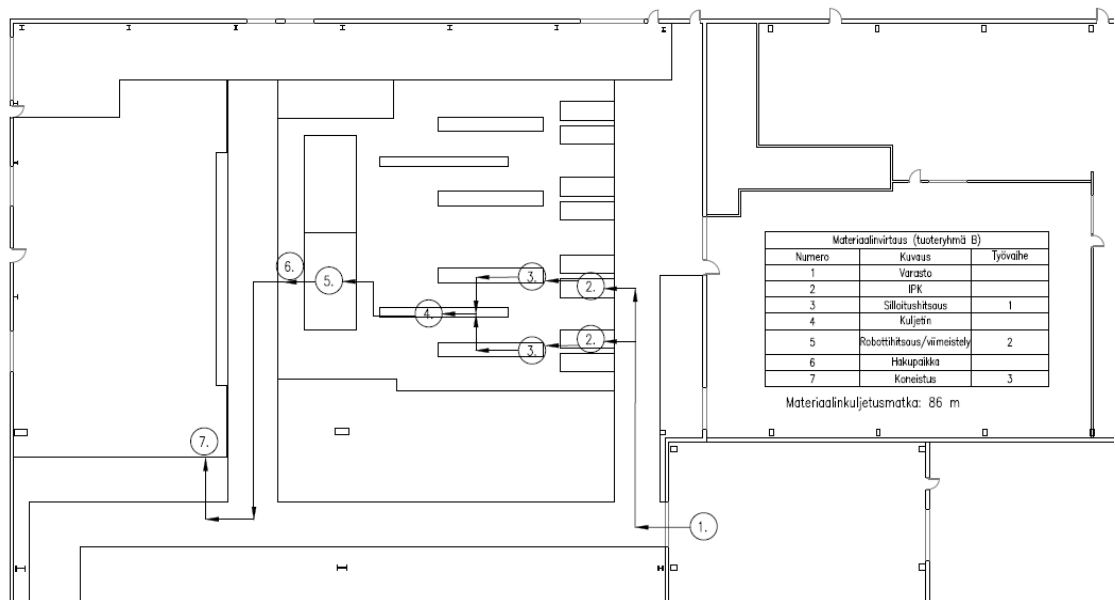 6.
5.
3.
2.
4.
3.
2.
7.
1.
Materiaalinvirtaus (tuoteryhmä B)
Numero Kuvaus Työvaihe
1 Varasto
2 IPK
3 Silloitushitsaus 1
4 Kuljetin
5 Robottihitsaus/viimeistely 2
6 Hakupaikka
7 Koneistus 3
Materiaalinkuljetusmatka: 86 m